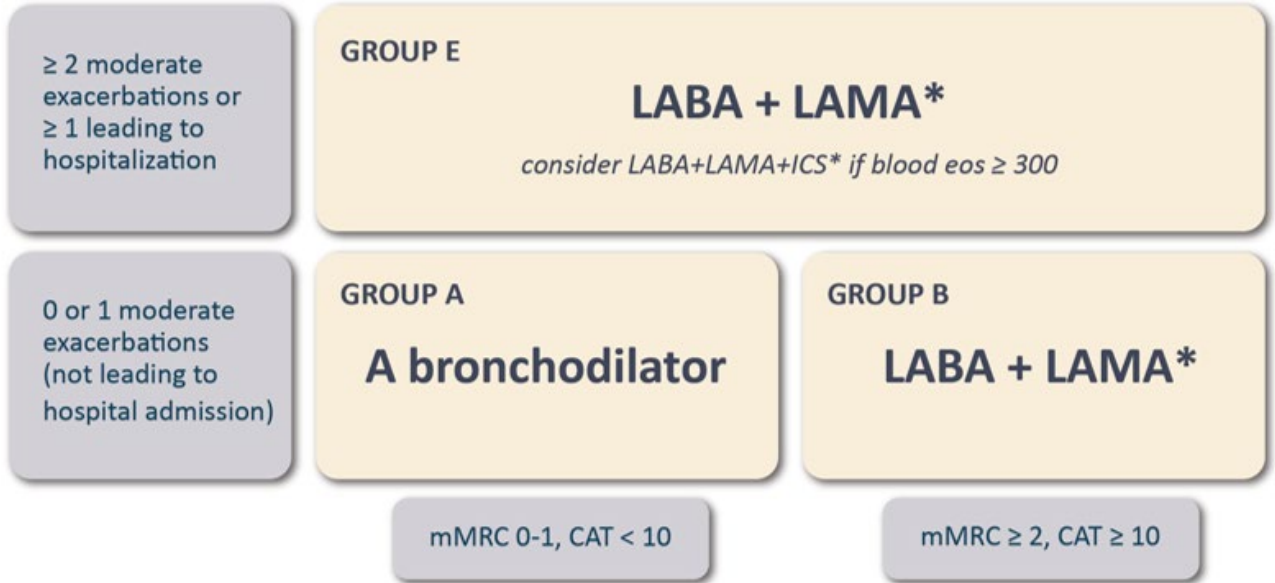 ≥ 2 moderate
exacerbations or
≥ 1 leading to
hospitalization
GROUP E
LABA + LAMA*
consider LABA+LAMA+ICS* if blood eos ≥ 300
0 or 1 moderate
exacerbations
(not leading to
hospital admission)
GROUP A
A bronchodilator
GROUP B
LABA + LAMA*
mMRC 0-1, CAT < 10
mMRC ≥ 2, CAT ≥ 10